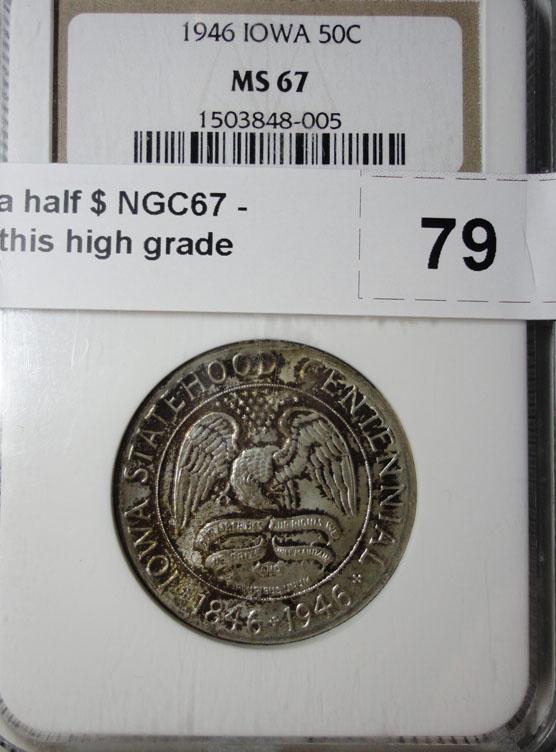 1946 IOWA 50C
MS 67
1503848-005
a half $ NGC67 -
this high grade
79
IOWA STATEHOOD CENTENNIAL
1846 + 1946 +